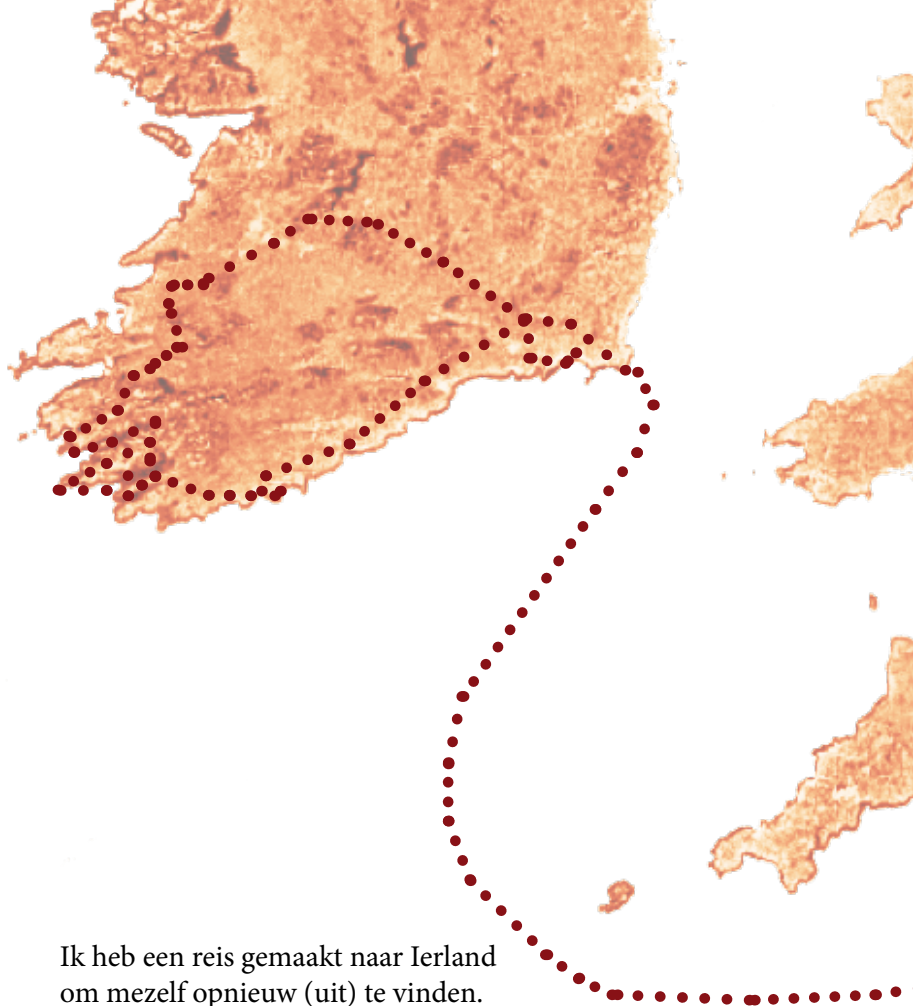 Ik heb een reis gemaakt naar Ierland
om mezelf opnieuw (uit) te vinden.